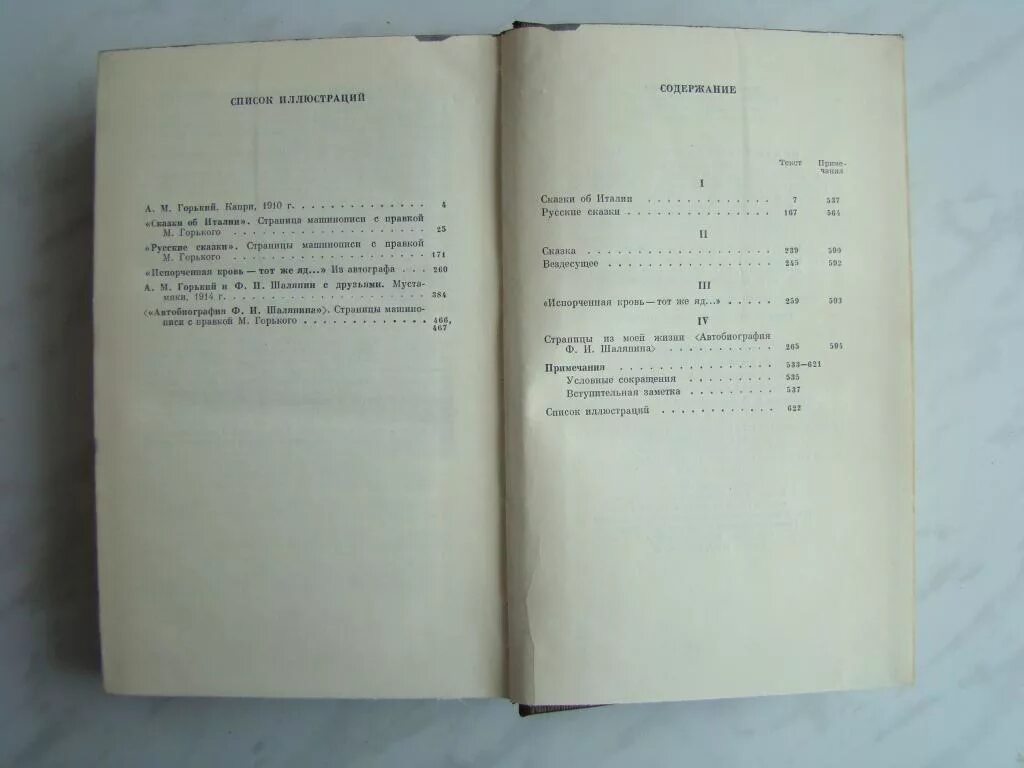 СПИСОК ИЛЛЮСТРАЦИЙ
А. М. Горький. Капри, 1910 г. . . . . . . . . . . . . 4
«Сказки об Италии». Страница машинописи с правкой
М. Горького . . . . . . . . . . . . . . . . . . 25
«Русские сказки». Страницы машинописи с правкой
М. Горького . . . . . . . . . . . . . . . . . . 171
«Испорченная кровь — тот же яд...» Из автографа . . . 260
А. М. Горький и Ф. И. Шаляпин с друзьями. Муста-
мяки, 1914 г. . . . . . . . . . . . . . . . . . 384
〈«Автобиография Ф. И. Шаляпина»〉. Страницы машино-
писи с правкой М. Горького . . . . . . . . . . . . 466,
467
СОДЕРЖАНИЕ
Текст Приме-
чания
I
Сказки об Италии . . . . . . . . . . . . . 7 537
Русские сказки . . . . . . . . . . . . . . 167 564
II
Сказка . . . . . . . . . . . . . . . . . . 239 590
Вездесущее . . . . . . . . . . . . . . . . 245 592
III
«Испорченная кровь — тот же яд...» . . . . . 259 593
IV
Страницы из моей жизни 〈Автобиография
Ф. И. Шаляпина〉 . . . . . . . . . . . 265 594
Примечания . . . . . . . . . . . . . . . . 533—621
Условные сокращения . . . . . . . . . 535
Вступительная заметка . . . . . . . . . 537
Список иллюстраций . . . . . . . . . . . . 622